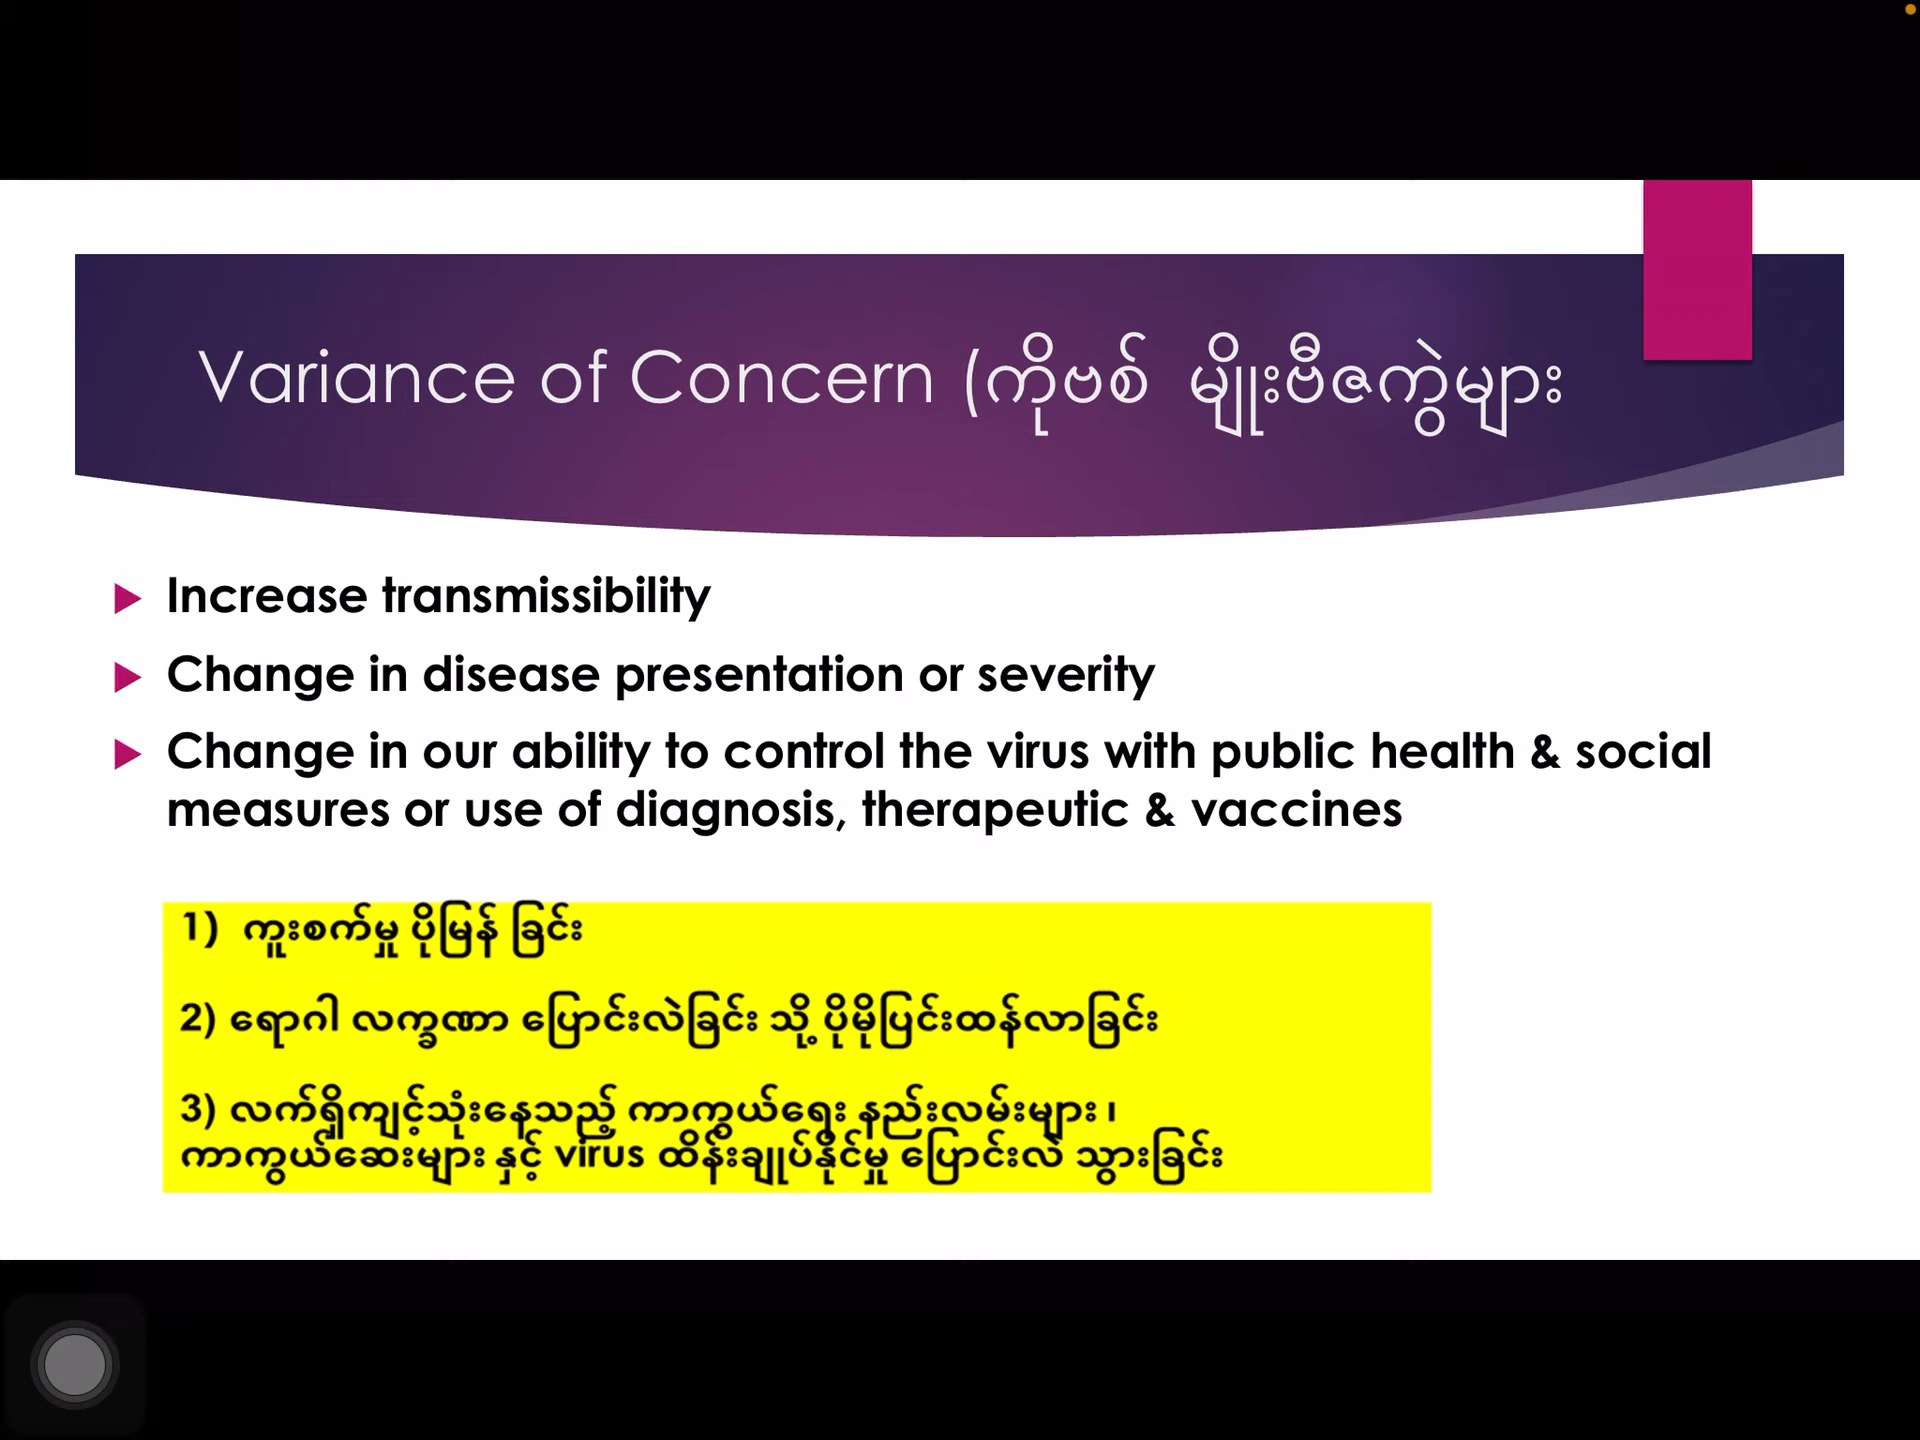 Variance of Concern (ကိုဗစ် မျိုးဗီဇကွဲများ
Increase transmissibility
Change in disease presentation or severity
Change in our ability to control the virus with public health & social
measures or use of diagnosis, therapeutic & vaccines
1) ကူးစက်မှု ပိုမြန် ခြင်း
2) ရောဂါ လက္ခဏာ ပြောင်းလဲခြင်း သို့ ပိုမိုပြင်းထန်လာခြင်း
3) လက်ရှိကျင့်သုံးနေသည့် ကာကွယ်ရေး နည်းလမ်းများ ၊
ကာကွယ်ဆေးများ နှင့် virus ထိန်းချုပ်နိုင်မှု ပြောင်းလဲ သွားခြင်း